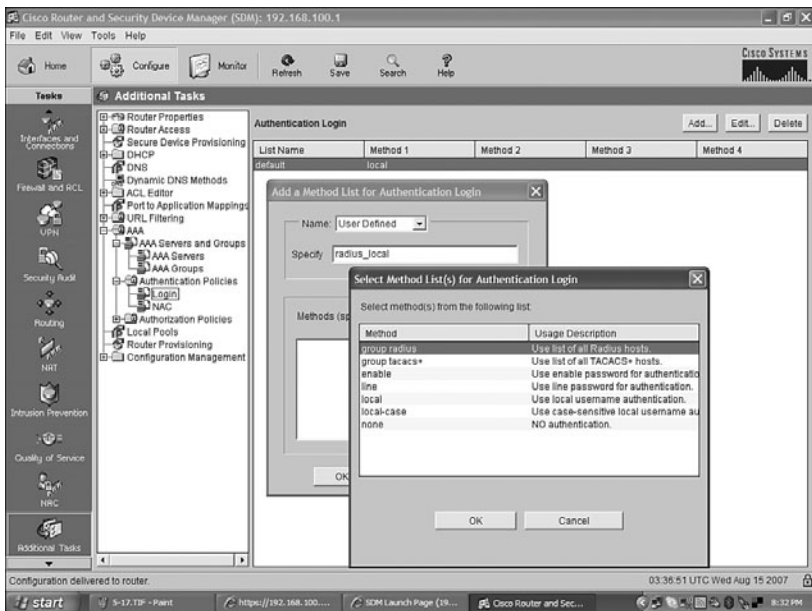 Cisco Router and Security Device Manager (SDM): 192.168.100.1
File Edit View Tools Help
Home
Configure
Monitor
Refresh
Save
Search
Help
CISCO SYSTEMS
Tasks
Additional Tasks
Interfaces and Connections
Firewall and ACL
VPN
Security Audit
Routing
NAT
Intrusion Prevention
Quality of Service
NAC
Additional Tasks
Router Properties
Router Access
Secure Device Provisioning
DHCP
DNS
Dynamic DNS Methods
ACL Editor
Port to Application Mappings
URL Filtering
AAA
AAA Servers and Groups
AAA Servers
AAA Groups
Authentication Policies
Login
NAC
Authorization Policies
Local Pools
Router Provisioning
Configuration Management
Authentication Login
Add...
Edit...
Delete
List Name Method 1 Method 2 Method 3 Method 4
default local
Add a Method List for Authentication Login
Name: User Defined
Specify radius_local
Methods (sp
OK
Select Method List(s) for Authentication Login
Select method(s) from the following list.
Method Usage Description
group radius Use list of all Radius hosts.
group tacacs+ Use list of all TACACS+ hosts.
enable Use enable password for authenticatio
line Use line password for authentication.
local Use local username authentication.
local-case Use case-sensitive local username au
none NO authentication.
OK
Cancel
Configuration delivered to router.
03:36:51 UTC Wed Aug 15 2007
start
5-17.TIF - Paint
https://192.168.100....
SDM Launch Page (19...
Cisco Router and Sec...
8:32 PM